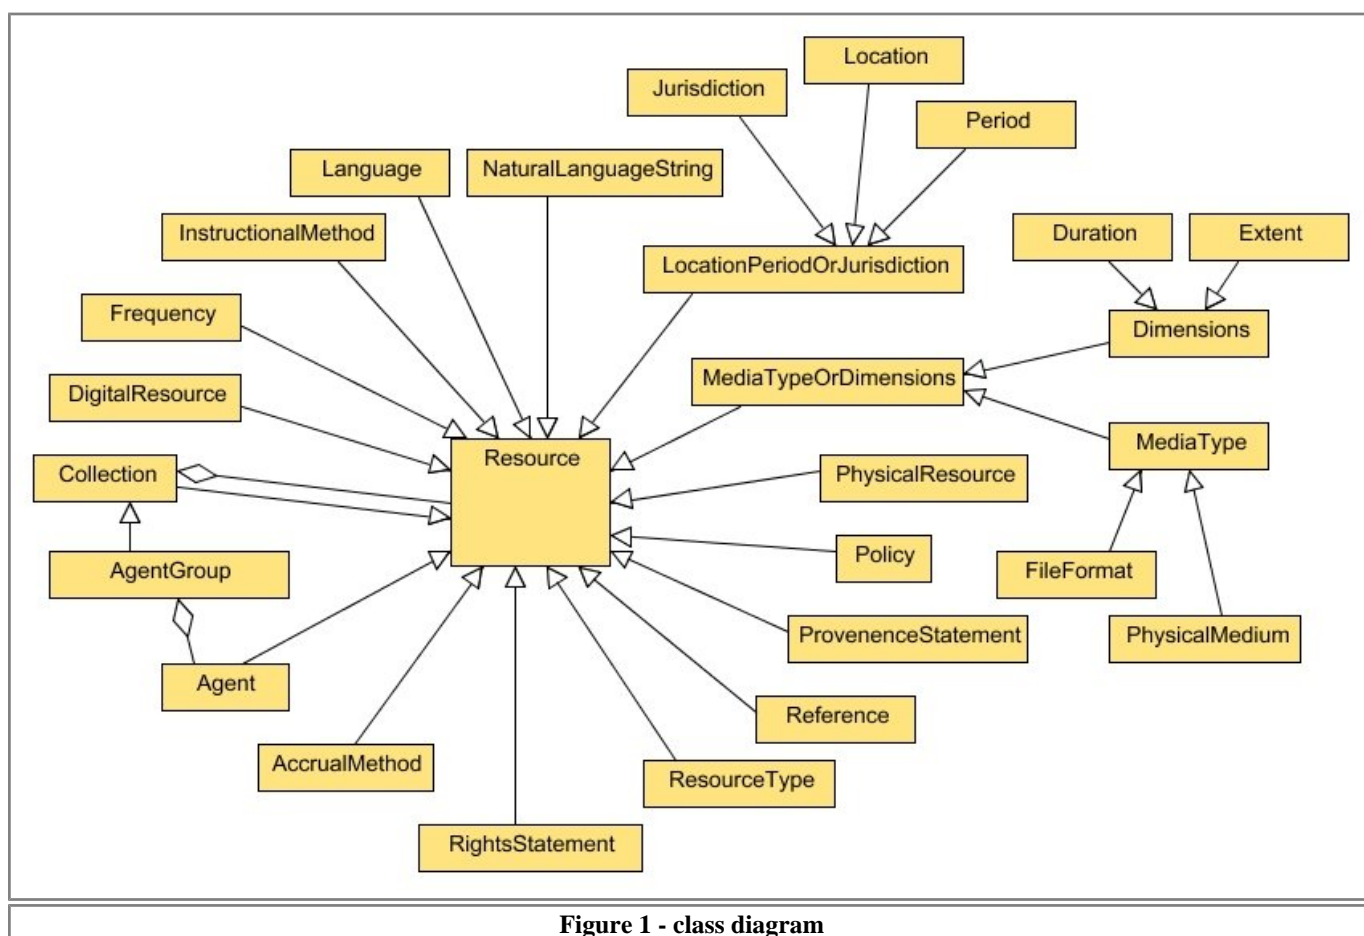 Location
Jurisdiction
Period
Language
NaturalLanguageString
InstructionalMethod
Duration
Extent
LocationPeriodOrJurisdiction
Frequency
Dimensions
MediaTypeOrDimensions
DigitalResource
MediaType
Resource
Collection
PhysicalResource
Policy
AgentGroup
FileFormat
ProvenenceStatement
PhysicalMedium
Agent
Reference
AccrualMethod
ResourceType
RightsStatement
Figure 1 - class diagram